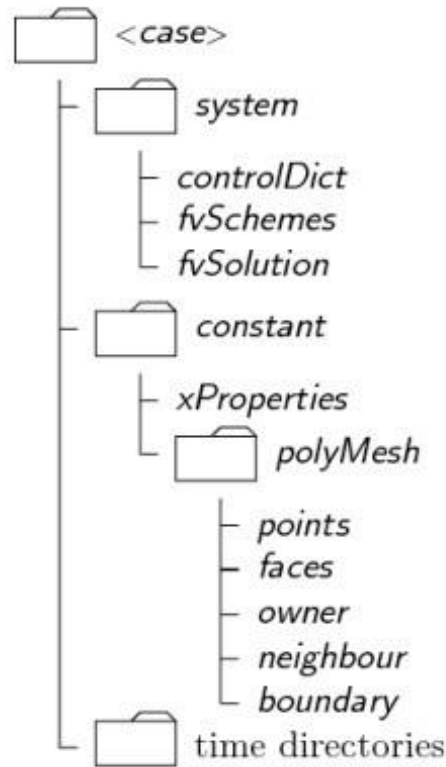 <case>
system
controlDict
fvSchemes
fvSolution
constant
xProperties
polyMesh
points
faces
owner
neighbour
boundary
time directories